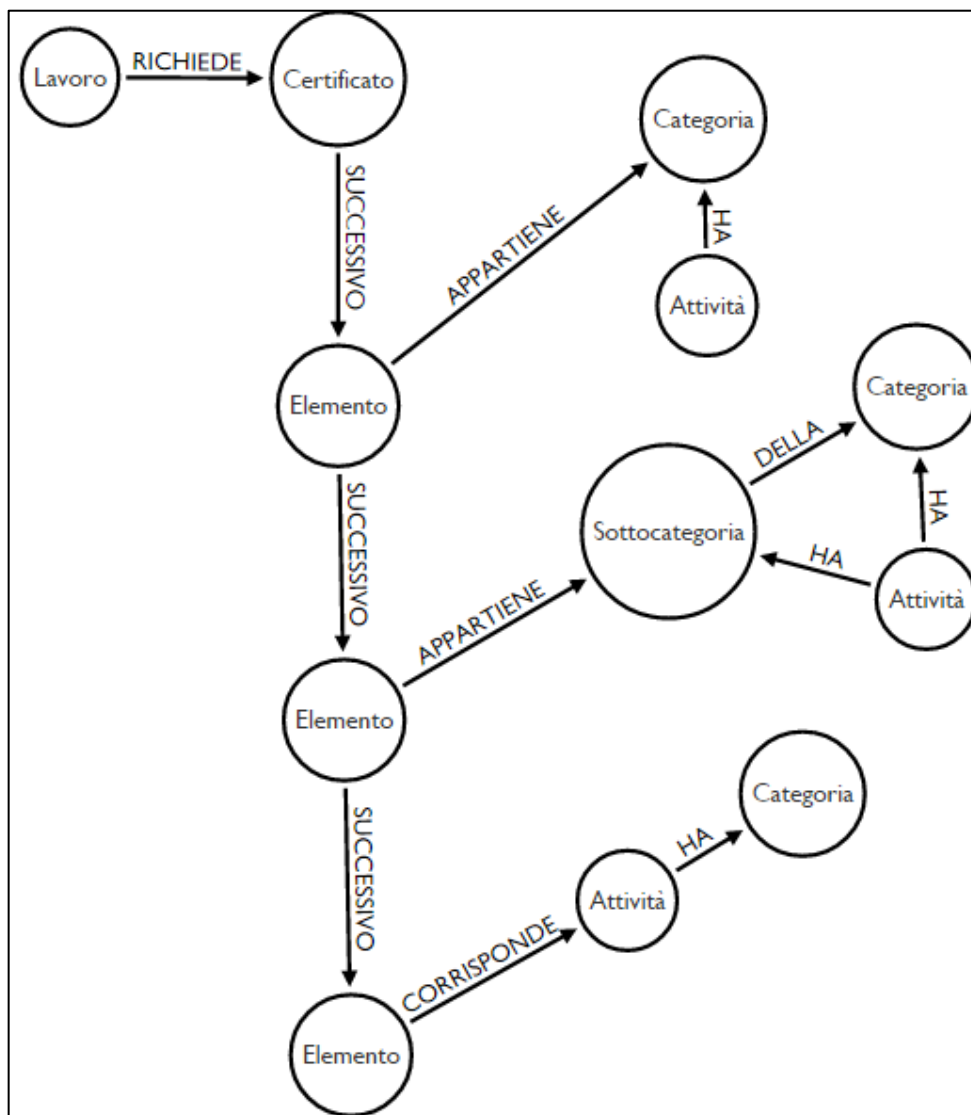 Lavoro
RICHIEDE
Certificato
SUCCESSIVO
Categoria
APPARTIENE
HA
Attività
Elemento
Categoria
DELLA
SUCCESSIVO
Sottocategoria
HA
HA
Attività
APPARTIENE
Elemento
SUCCESSIVO
Categoria
HA
Attività
CORRISPONDE
Elemento